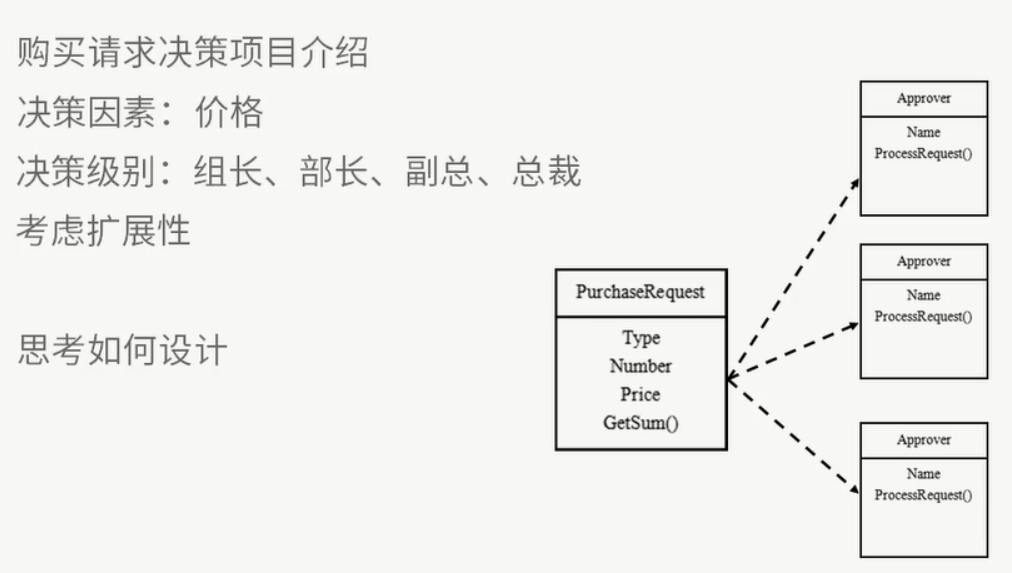 购买请求决策项目介绍
决策因素：价格
决策级别：组长、部长、副总、总裁
考虑扩展性
思考如何设计
PurchaseRequest
Type
Number
Price
GetSum()
Approver
Name
ProcessRequest()
Approver
Name
ProcessRequest()
Approver
Name
ProcessRequest()